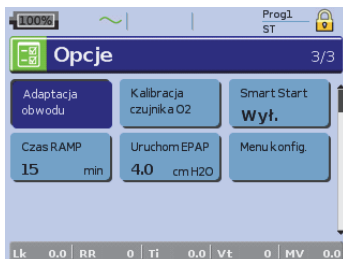 100%
Prog1
ST
Opcje
3/3
Adaptacja
obwodu
Kalibracja
czujnika O2
Smart Start
Wył.
Czas RAMP
15 min
Uruchom EPAP
4.0 cmH2O
Menu konfig.
Lk 0.0 RR 0 Ti 0.0 Vt 0 MV 0.0